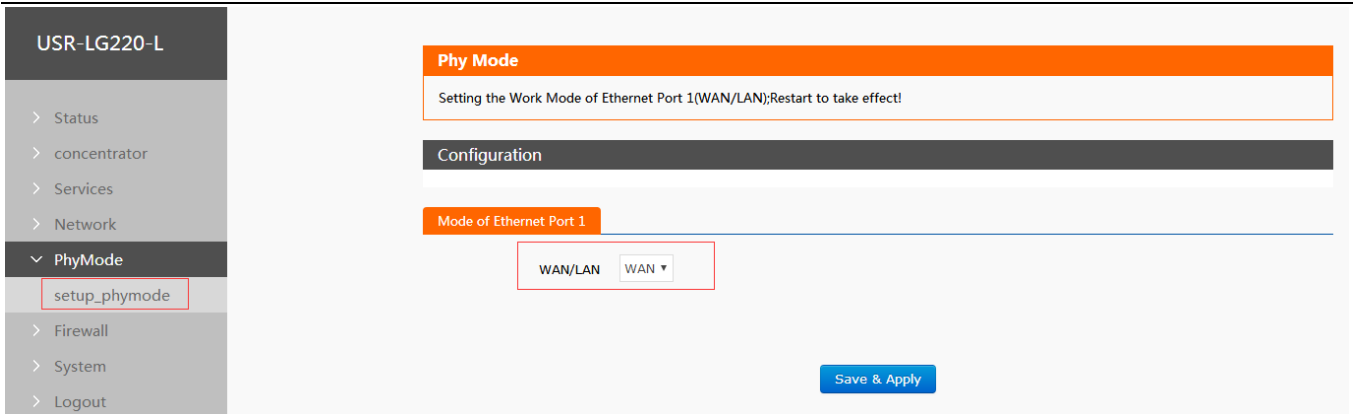 USR-LG220-L
Status
concentrator
Services
Network
PhyMode
setup_phymode
Firewall
System
Logout
Phy Mode
Setting the Work Mode of Ethernet Port 1(WAN/LAN);Restart to take effect!
Configuration
Mode of Ethernet Port 1
WAN/LAN WAN
Save & Apply